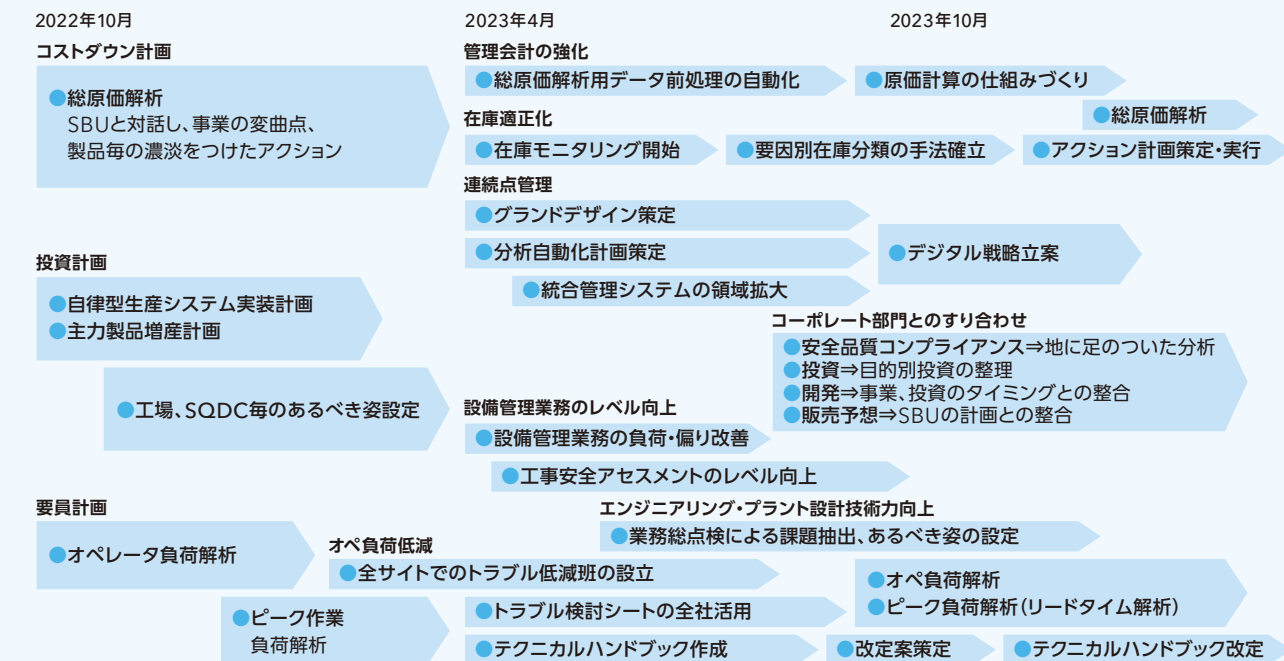 2022年10月
2023年4月
2023年10月
コストダウン計画
●総原価解析
SBUと対話し、事業の変曲点、
製品毎の濃淡をつけたアクション
管理会計の強化
●総原価解析用データ前処理の自動化
●原価計算の仕組みづくり
●総原価解析
在庫適正化
●在庫モニタリング開始
●要因別在庫分類の手法確立
●アクション計画策定・実行
連続点管理
●グランドデザイン策定
●分析自動化計画策定
●デジタル戦略立案
●統合管理システムの領域拡大
投資計画
●自律型生産システム実装計画
●主力製品増産計画
●工場、SQDC毎のあるべき姿設定
コーポレート部門とのすり合わせ
●安全品質コンプライアンス⇒地に足のついた分析
●投資⇒目的別投資の整理
●開発⇒事業、投資のタイミングとの整合
●販売予想⇒SBUの計画との整合
設備管理業務のレベル向上
●設備管理業務の負荷・偏り改善
●工事安全アセスメントのレベル向上
エンジニアリング・プラント設計技術力向上
●業務総点検による課題抽出、あるべき姿の設定
要員計画
●オペレータ負荷解析
●ピーク作業
負荷解析
オペ負荷低減
●全サイトでのトラブル低減班の設立
●トラブル検討シートの全社活用
●オペ負荷解析
●ピーク負荷解析（リードタイム解析）
●テクニカルハンドブック作成
●改定案策定
●テクニカルハンドブック改定